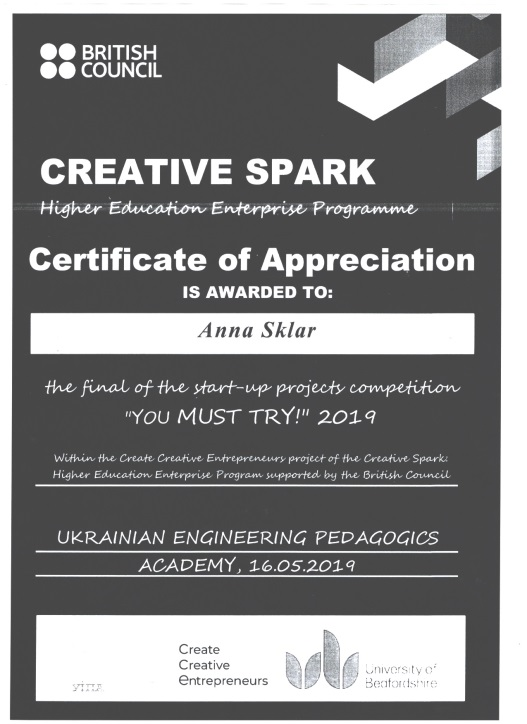 BRITISH
COUNCIL
CREATIVE SPARK
Higher Education Enterprise Programme
Certificate of Appreciation
IS AWARDED TO:
Anna Sklar
the final of the start-up projects competition
"YOU MUST TRY!" 2019
Within the Create Creative Entrepreneurs project of the Creative Spark:
Higher Education Enterprise Program supported by the British Council
UKRAINIAN ENGINEERING PEDAGOGICS
ACADEMY, 16.05.2019
Create
Creative
entrepreneurs
University of
Bedfordshire